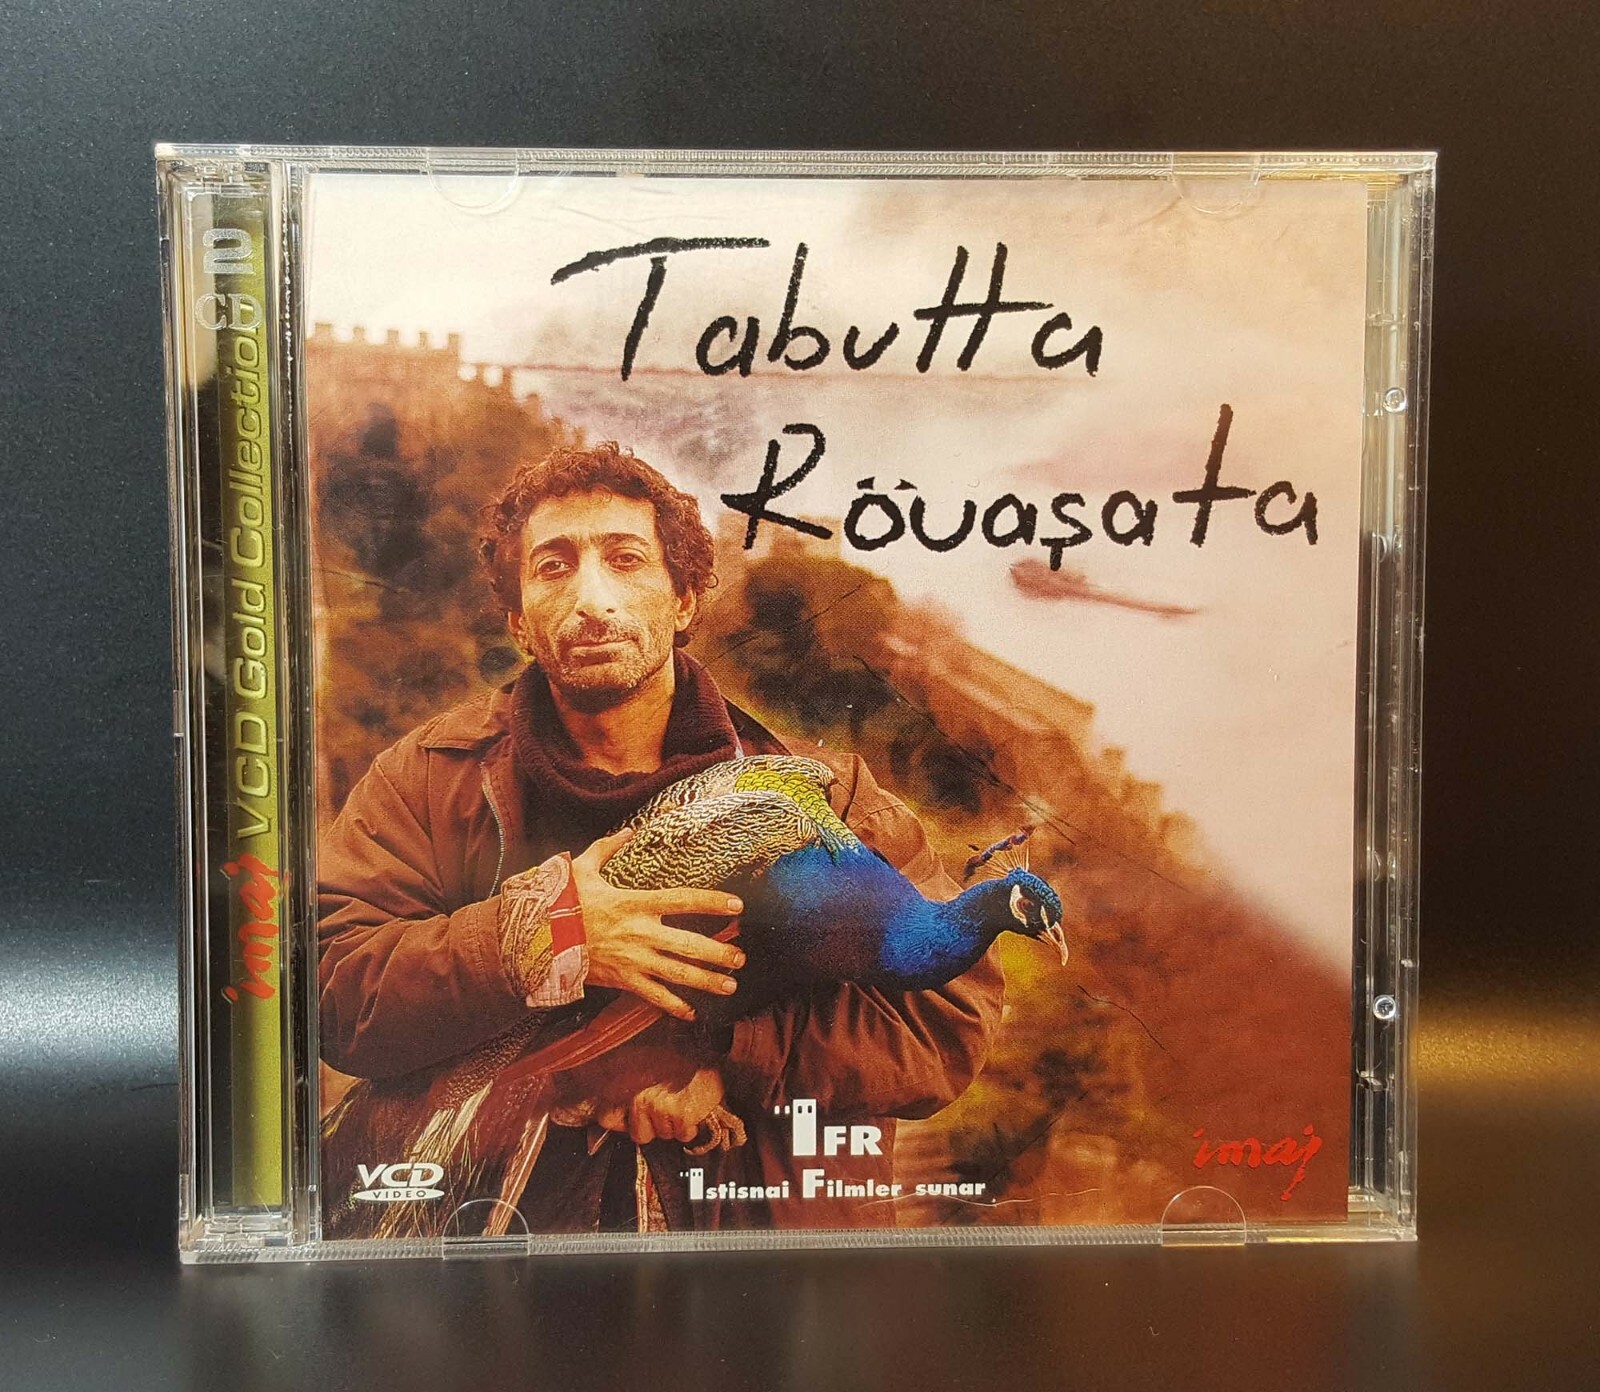 Tabutta
Rövaşata
2
CD
imaj VCD Gold Collection
İFR
İstisnai Filmler sunar
VCD
VIDEO
imaj